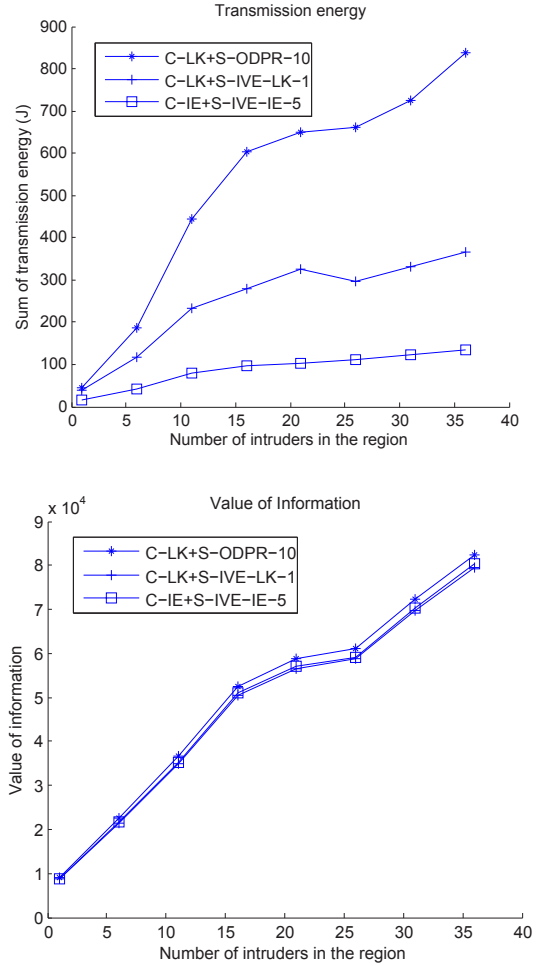 Transmission energy
900
800
700
600
500
400
300
200
100
0
C−LK+S−ODPR−10
C−LK+S−IVE−LK−1
C−IE+S−IVE−IE−5
Sum of transmission energy (J)
0 5 10 15 20 25 30 35 40
Number of intruders in the region
x 10^4
Value of Information
9
8
7
6
5
4
3
2
1
0
C−LK+S−ODPR−10
C−LK+S−IVE−LK−1
C−IE+S−IVE−IE−5
Value of information
0 5 10 15 20 25 30 35 40
Number of intruders in the region